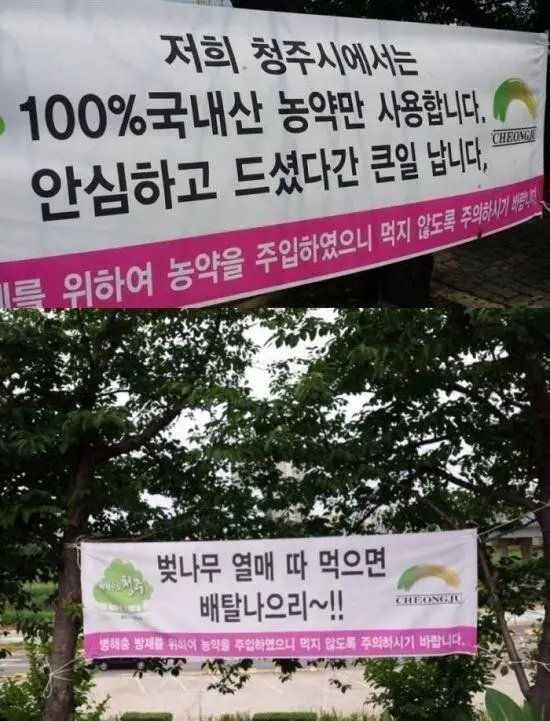 저희 청주시에서는
100%국내산 농약만 사용합니다.
안심하고 드셨다간 큰일 납니다.
CHEONGJU
위하여 농약을 주입하였으니 먹지 않도록 주의하시기 바랍니다
벚나무 열매 따 먹으면
배탈나으리~!!
청주
CHEONGJU
병해충 방제를 위하여 농약을 주입하였으니 먹지 않도록 주의하시기 바랍니다.